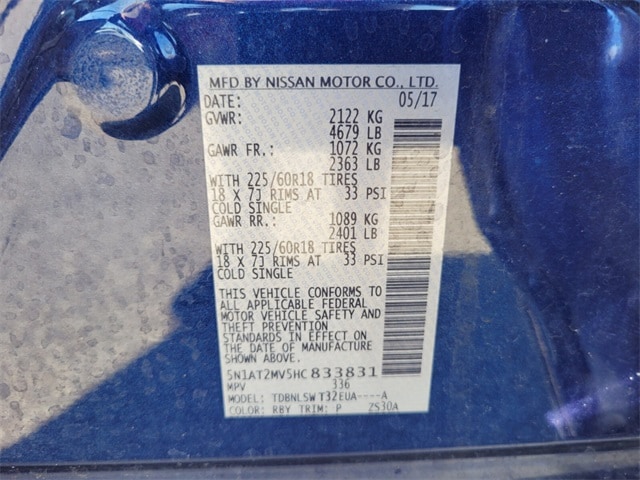 MFD BY NISSAN MOTOR CO., LTD.
DATE: 05/17
GVWR: 2122 KG
4679 LB
GAWR FR.: 1072 KG
2363 LB
WITH 225/60R18 TIRES
18 X 7J RIMS AT 33 PSI
COLD SINGLE
GAWR RR.: 1089 KG
2401 LB
WITH 225/60R18 TIRES
18 X 7J RIMS AT 33 PSI
COLD SINGLE
THIS VEHICLE CONFORMS TO
ALL APPLICABLE FEDERAL
MOTOR VEHICLE SAFETY AND
THEFT PREVENTION
STANDARDS IN EFFECT ON
THE DATE OF MANUFACTURE
SHOWN ABOVE.
5N1AT2MV5HC833831
MPV 336
MODEL: TDBNLSW T32EUA----A
COLOR: RBY TRIM: P ZS30A